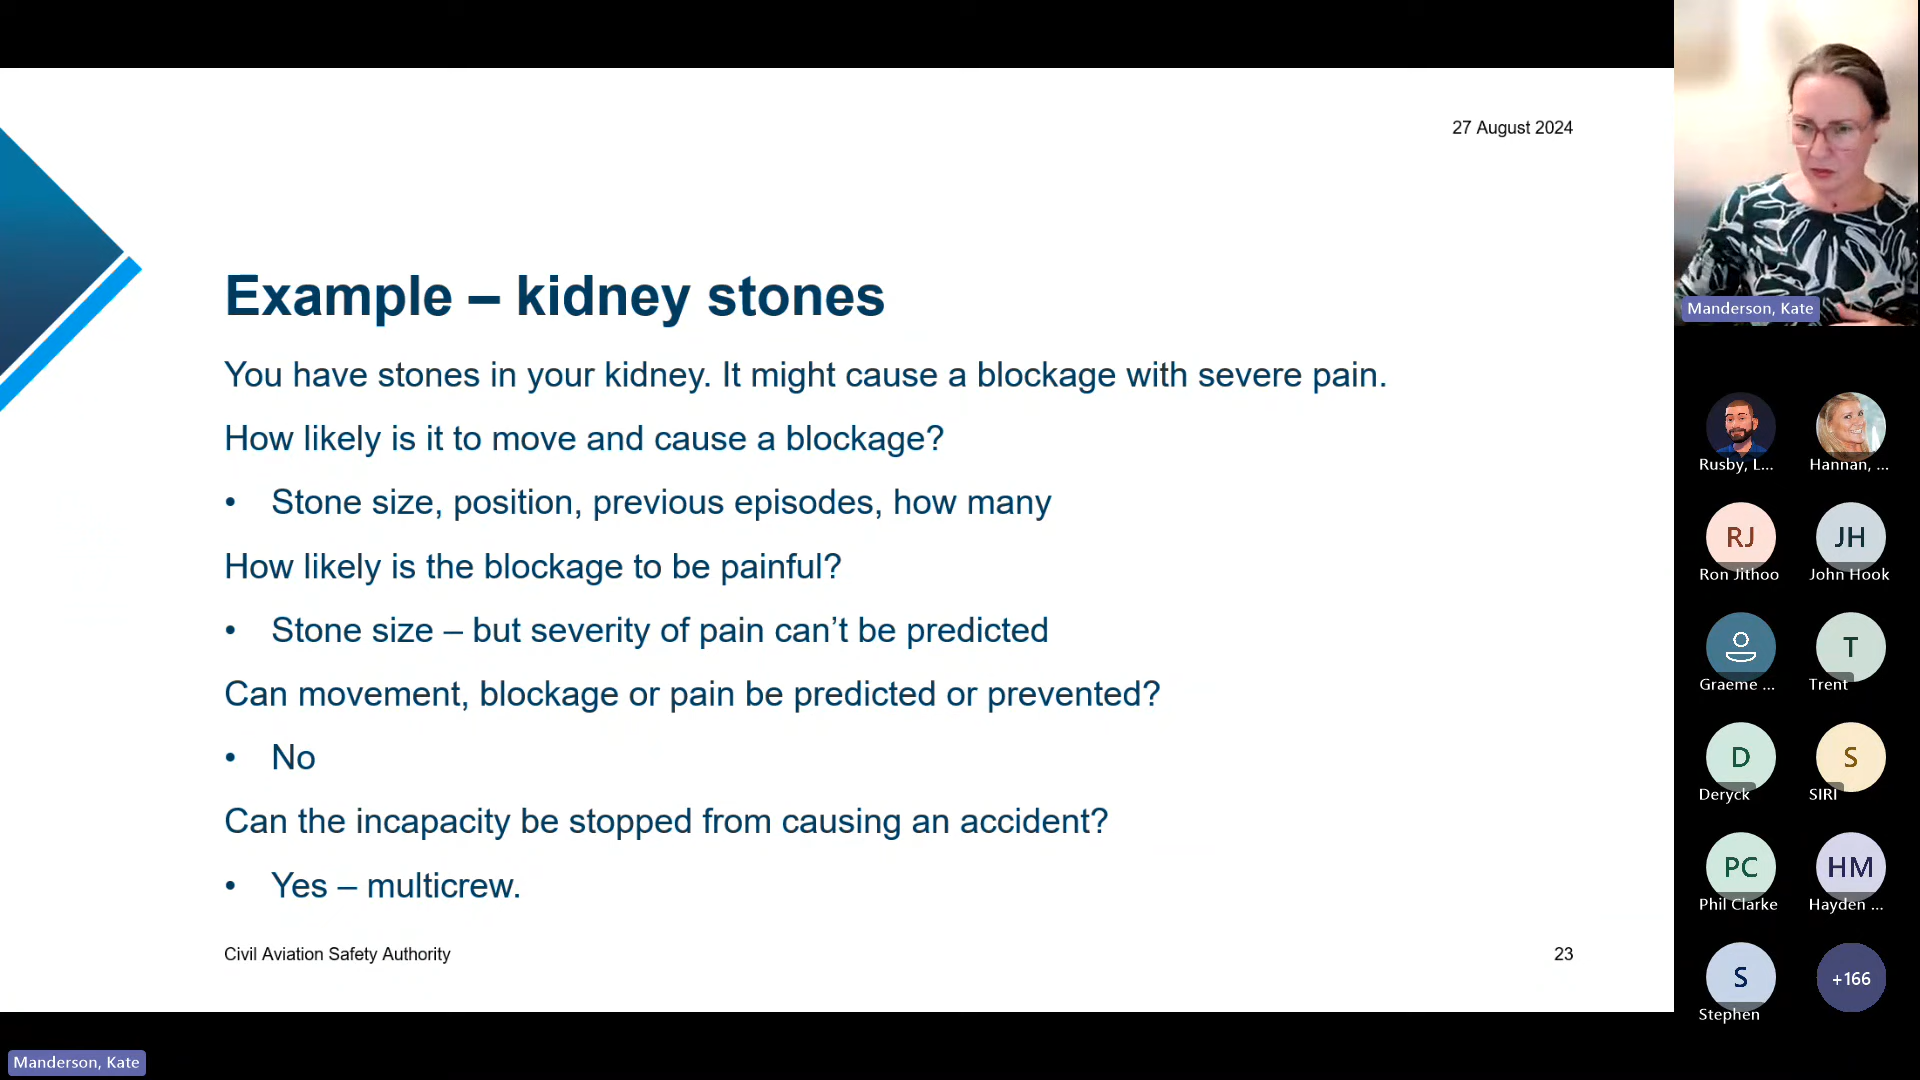 27 August 2024
Example – kidney stones
You have stones in your kidney. It might cause a blockage with severe pain.
How likely is it to move and cause a blockage?
• Stone size, position, previous episodes, how many
How likely is the blockage to be painful?
• Stone size – but severity of pain can’t be predicted
Can movement, blockage or pain be predicted or prevented?
• No
Can the incapacity be stopped from causing an accident?
• Yes – multicrew.
Civil Aviation Safety Authority
23
Manderson, Kate
Rusby, L...
Hannan, ...
RJ
Ron Jithoo
JH
John Hook
Graeme ...
T
Trent
D
Deryck
S
SIRI
PC
Phil Clarke
HM
Hayden ...
S
Stephen
+166
Manderson, Kate